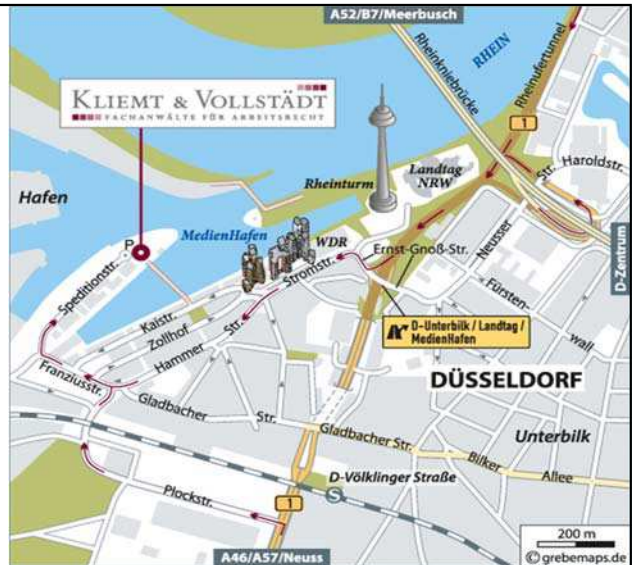 A52/B7/Meerbusch
RHEIN
Rheinkniebrücke
Rheinufertunnel
KLIEMT & VOLLSTÄDT
FACHANWÄLTE FÜR ARBEITSRECHT
1
Str.
Haroldstr.
Landtag
NRW
Rheinturm
Hafen
MedienHafen
WDR
P
Speditionstr.
Ernst-Gnoß-Str.
Neusser
D-Zentrum
Stromstr.
Kaistr.
Zollhof
Hammer
Str.
Fürsten-
wall
D-Unterbilk / Landtag /
MedienHafen
Franziusstr.
DÜSSELDORF
Gladbacher
Str.
Gladbacher Str.
Unterbilk
Bilker
Allee
D-Völklinger Straße
S
Plockstr.
1
200 m
A46/A57/Neuss
© grebemaps.de